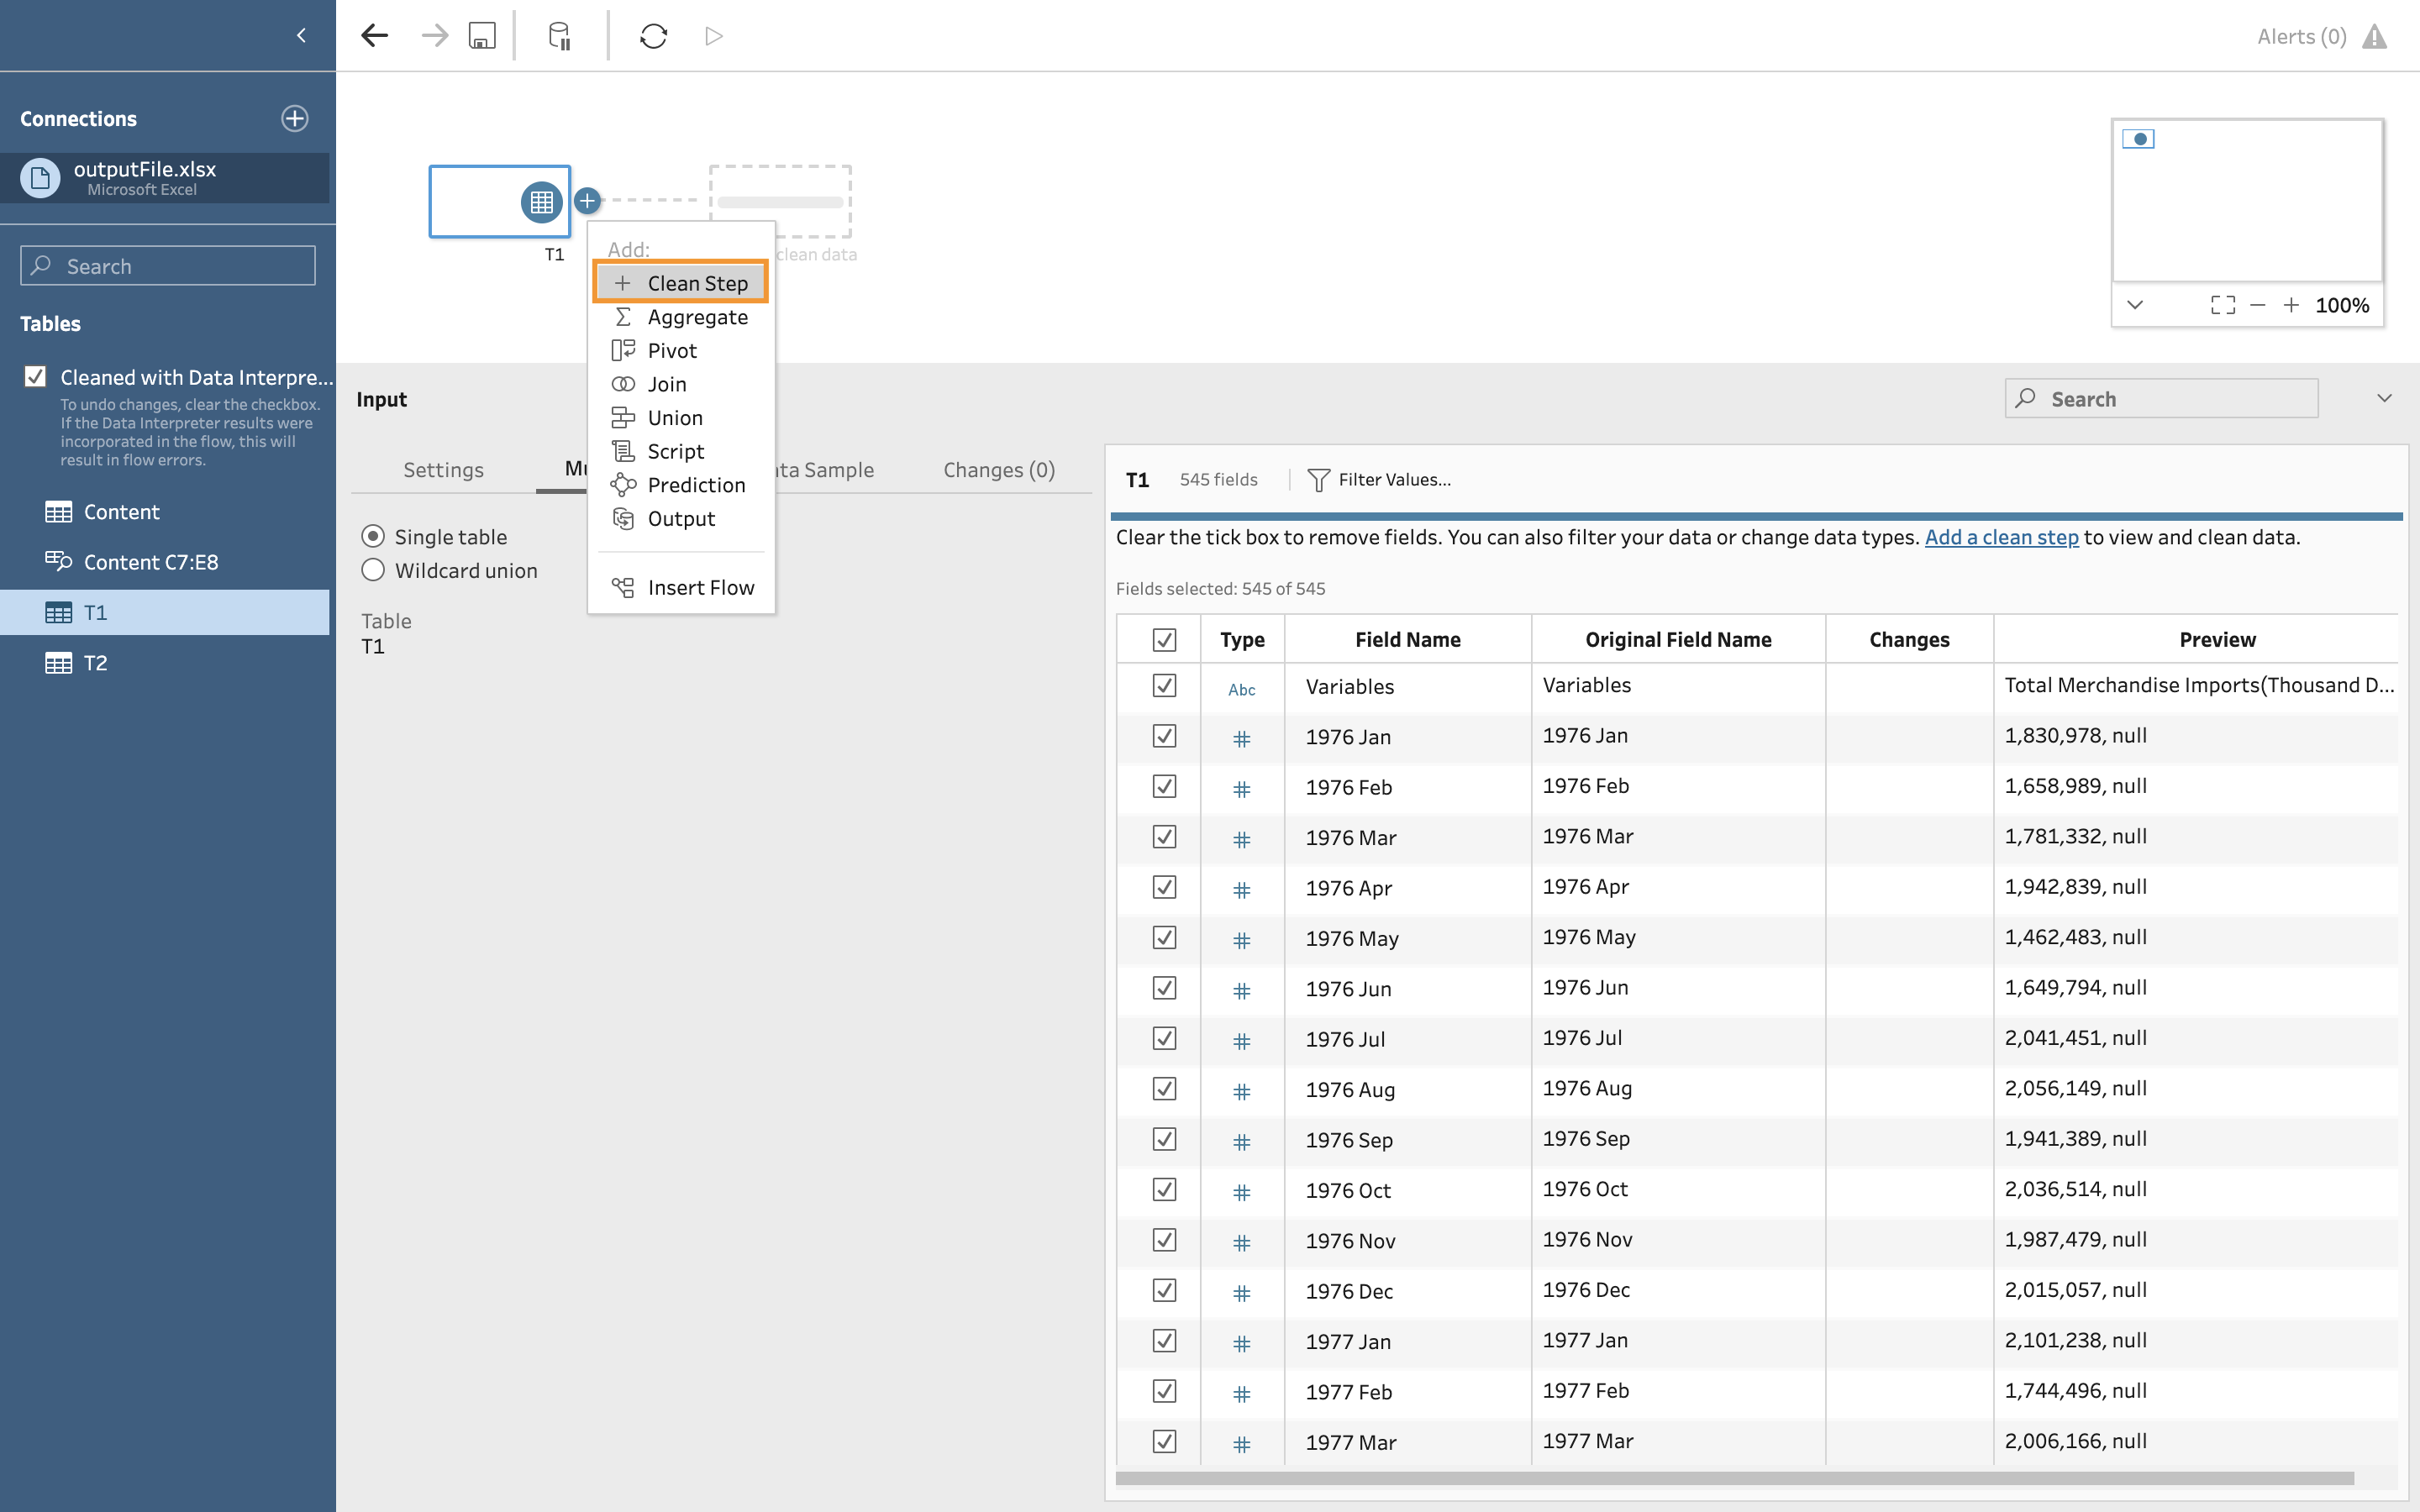 Alerts (0)
Connections
outputFile.xlsx
Microsoft Excel
Search
Tables
Cleaned with Data Interpre...
To undo changes, clear the checkbox.
If the Data Interpreter results were
incorporated in the flow, this will
result in flow errors.
Content
Content C7:E8
T1
T2
T1
clean data
Add:
Clean Step
Aggregate
Pivot
Join
Union
Script
Prediction
Output
Insert Flow
100%
Input
Search
Settings
Sample
Changes (0)
Single table
Wildcard union
Table
T1
T1 545 fields Filter Values...
Clear the tick box to remove fields. You can also filter your data or change data types. Add a clean step to view and clean data.
Fields selected: 545 of 545
Type Field Name Original Field Name Changes Preview
Abc Variables Variables Total Merchandise Imports(Thousand D...
# 1976 Jan 1976 Jan 1,830,978, null
# 1976 Feb 1976 Feb 1,658,989, null
# 1976 Mar 1976 Mar 1,781,332, null
# 1976 Apr 1976 Apr 1,942,839, null
# 1976 May 1976 May 1,462,483, null
# 1976 Jun 1976 Jun 1,649,794, null
# 1976 Jul 1976 Jul 2,041,451, null
# 1976 Aug 1976 Aug 2,056,149, null
# 1976 Sep 1976 Sep 1,941,389, null
# 1976 Oct 1976 Oct 2,036,514, null
# 1976 Nov 1976 Nov 1,987,479, null
# 1976 Dec 1976 Dec 2,015,057, null
# 1977 Jan 1977 Jan 2,101,238, null
# 1977 Feb 1977 Feb 1,744,496, null
# 1977 Mar 1977 Mar 2,006,166, null